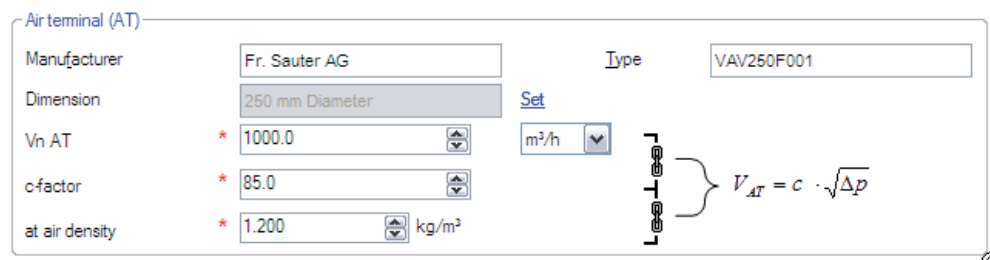 Air terminal (AT)
Manufacturer Fr. Sauter AG Type VAV250F001
Dimension 250 mm Diameter Set
Vn AT * 1000.0 m³/h
c-factor * 85.0
V_AT = c · √Δp
at air density * 1.200 kg/m³